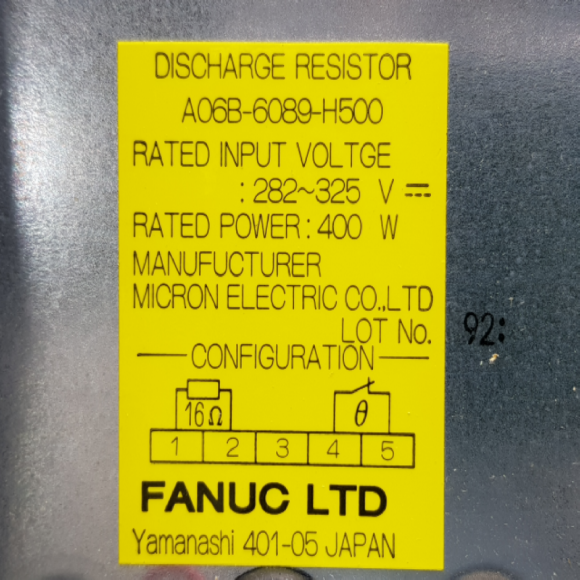 DISCHARGE RESISTOR
A06B-6089-H500
RATED INPUT VOLTGE
: 282~325 V ⎓
RATED POWER : 400 W
MANUFUCTURER
MICRON ELECTRIC CO.,LTD
LOT No. 92:
CONFIGURATION
16Ω θ
1 2 3 4 5
FANUC LTD
Yamanashi 401-05 JAPAN